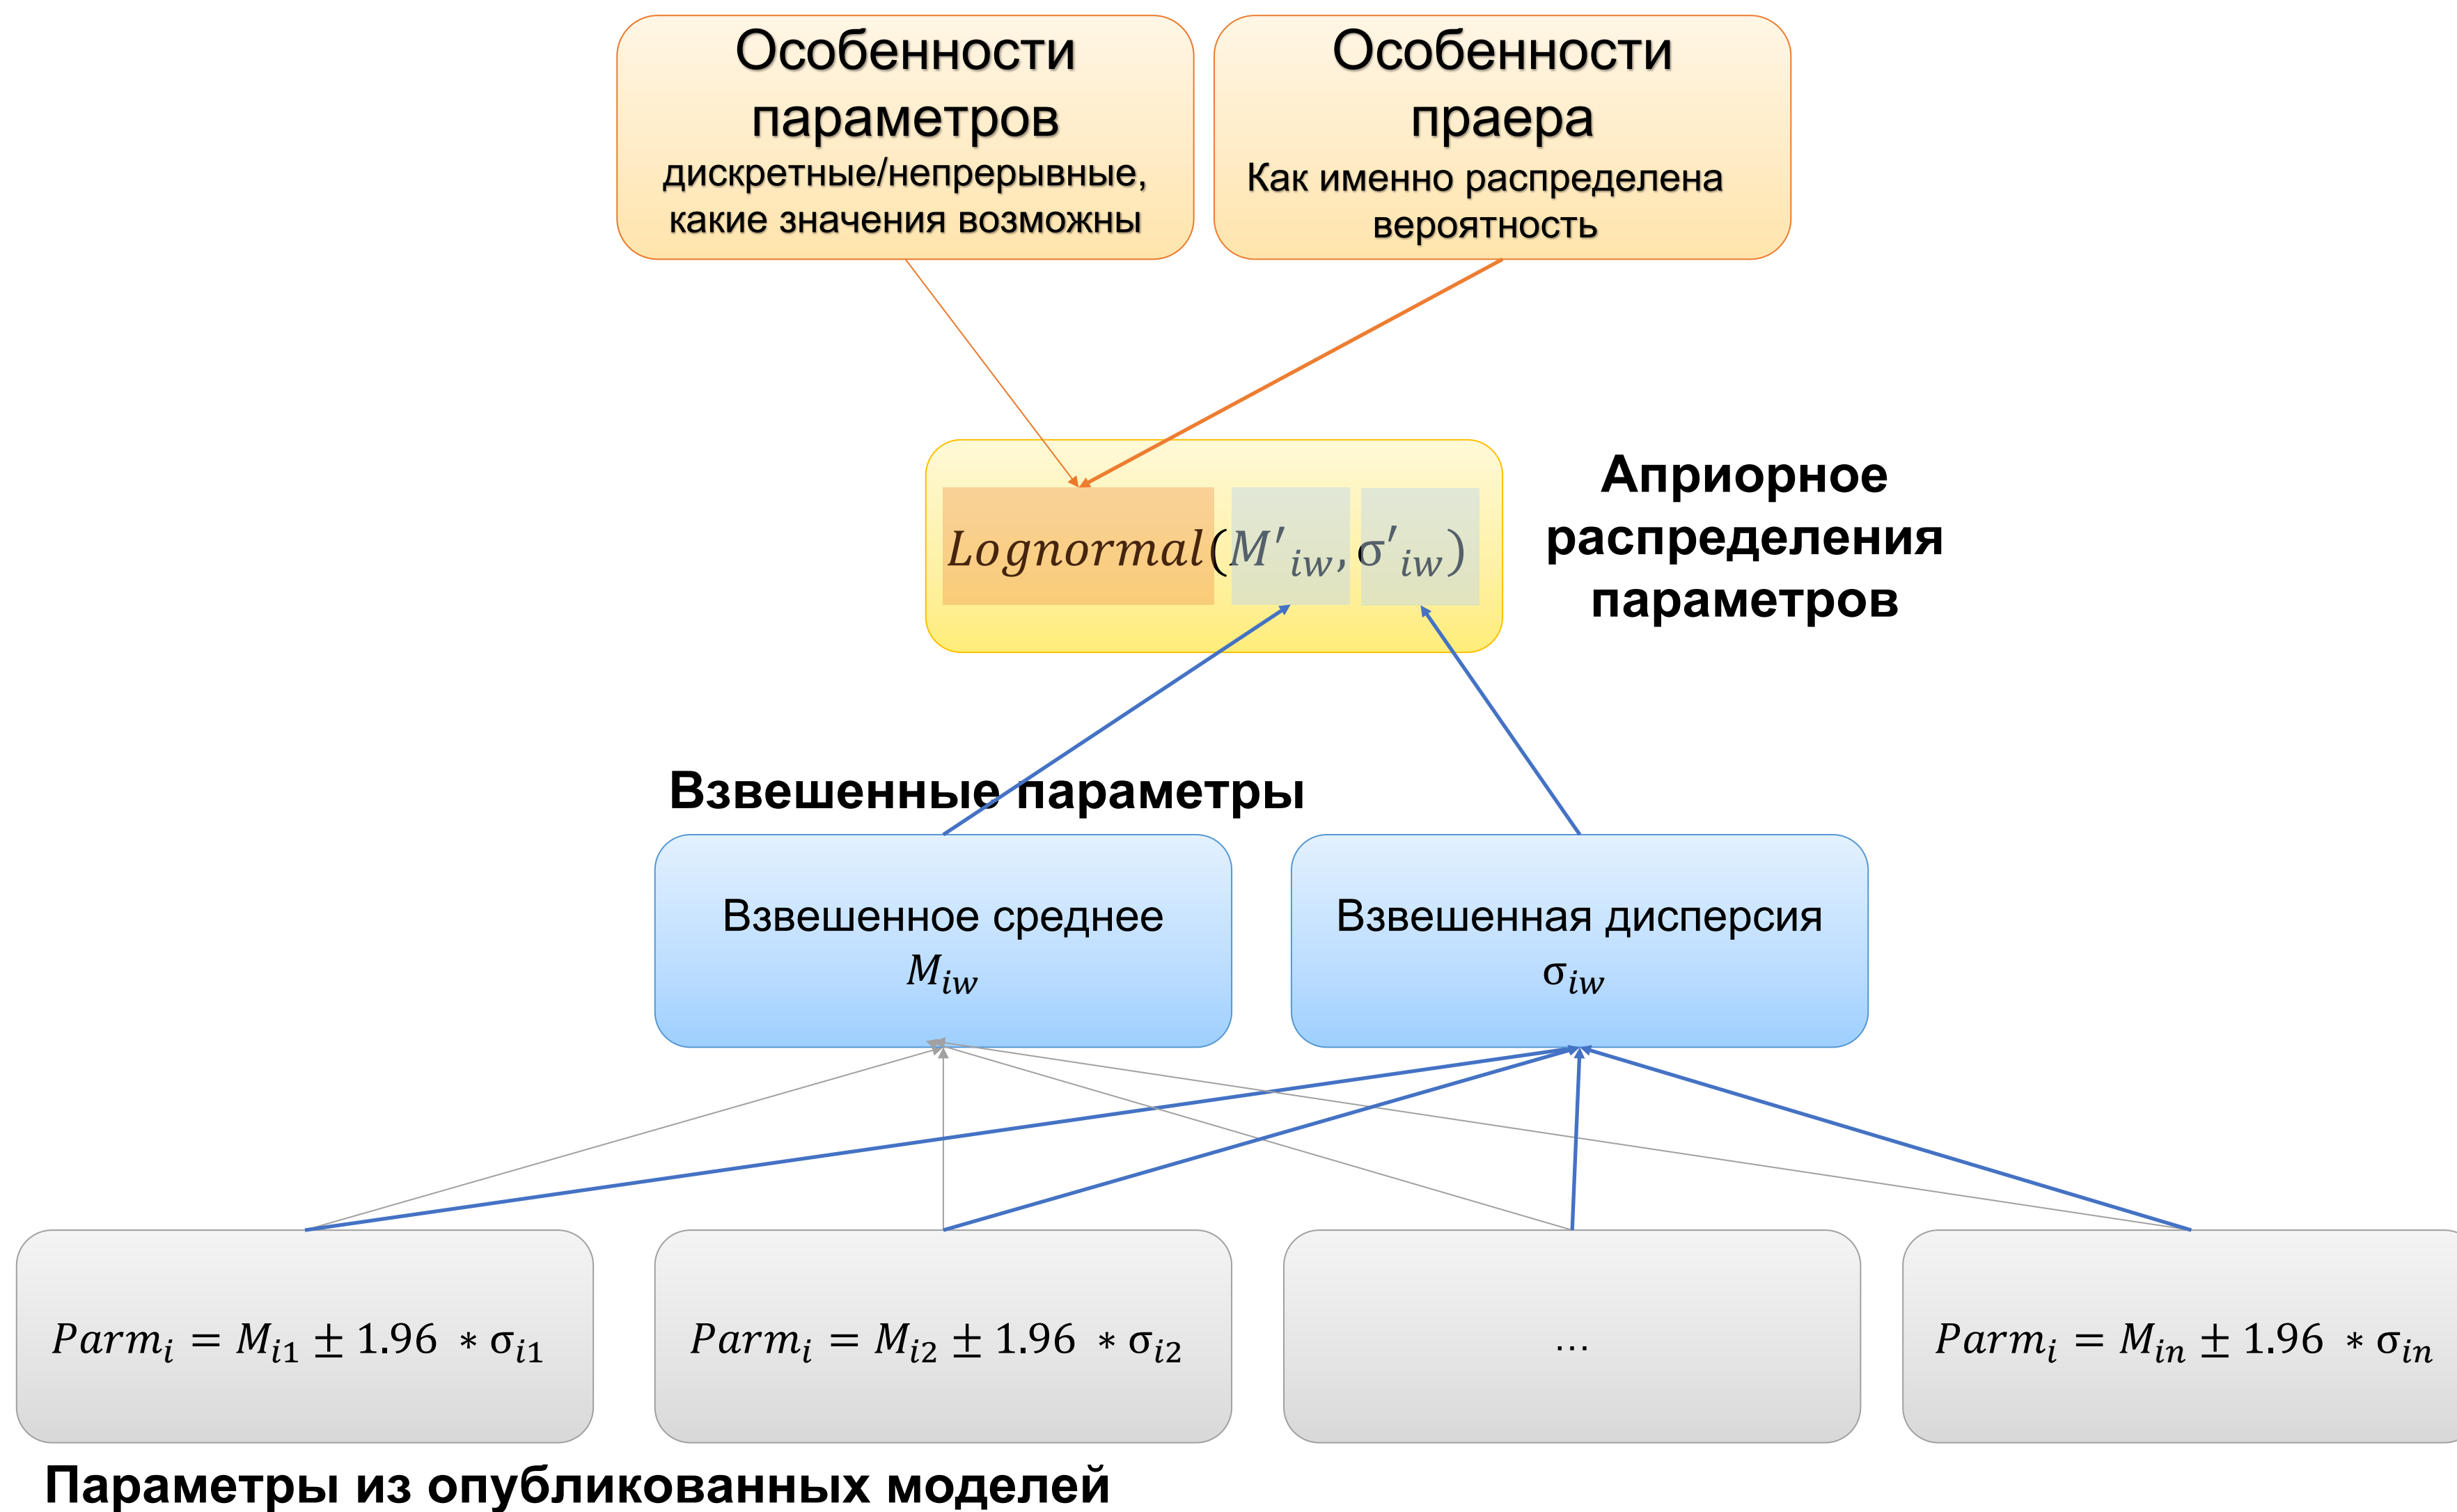 Особенности
параметров
дискретные/непрерывные,
какие значения возможны
Особенности
праера
Как именно распределена
вероятность
Lognormal(M′iw, σ′iw)
Априорное
распределения
параметров
Взвешенные параметры
Взвешенное среднее
Miw
Взвешенная дисперсия
σiw
Parmi = Mi1 ± 1.96 * σi1
Parmi = Mi2 ± 1.96 * σi2
…
Parmi = Min ± 1.96 * σin
Параметры из опубликованных моделей